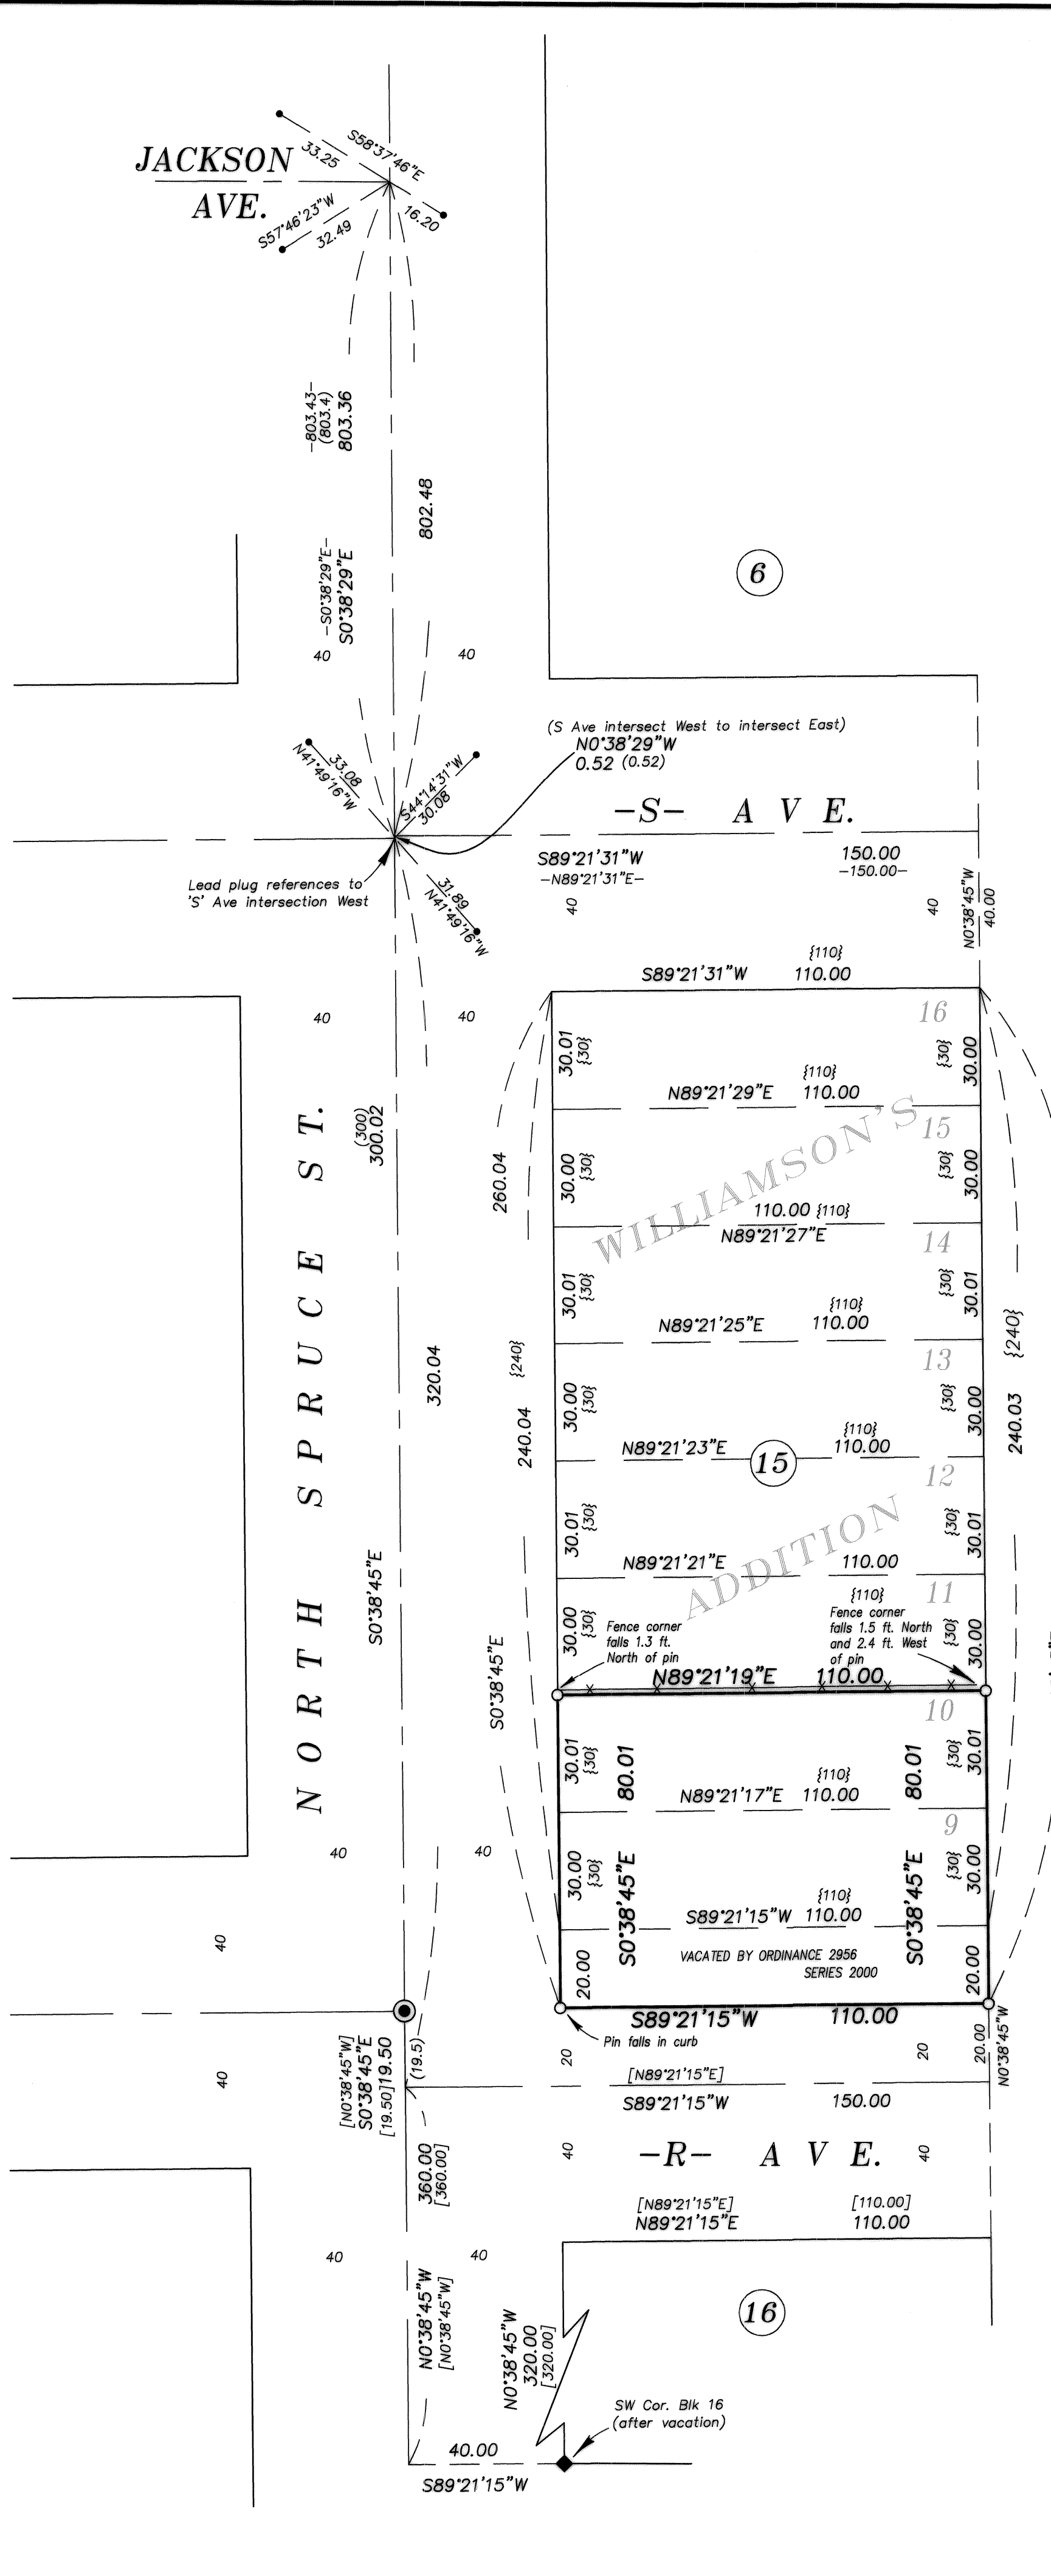 JACKSON
AVE.
S58°37'46"E
33.25
16.20
S57°46'23"W
32.49
-803.43-
(803.4)
803.36
802.48
-S0°38'29"E-
S0°38'29"E
6
40
40
(S Ave intersect West to intersect East)
N0°38'29"W
0.52 (0.52)
33.08
N41°49'16"W
S44°14'31"W
30.08
-S- AVE.
S89°21'31"W
-N89°21'31"E-
150.00
-150.00-
Lead plug references to
'S' Ave intersection West
31.89
N41°49'16"W
40
40
N0°38'45"W
40.00
{110}
S89°21'31"W 110.00
40
40
16
30.01
{30}
{30}
30.00
{110}
N89°21'29"E 110.00
(300)
300.02
260.04
15
30.00
{30}
{30}
30.00
WILLIAMSON'S
110.00 {110}
N89°21'27"E
14
30.01
{30}
{30}
30.01
{110}
N89°21'25"E 110.00
NORTH SPRUCE ST.
320.04
{240}
240.04
{240}
240.03
13
30.00
{30}
{30}
30.00
{110}
N89°21'23"E 110.00
15
12
30.01
{30}
{30}
30.01
ADDITION
N89°21'21"E 110.00
{110}
11
S0°38'45"E
S0°38'45"E
30.00
{30}
{30}
30.00
Fence corner
falls 1.3 ft.
North of pin
Fence corner
falls 1.5 ft. North
and 2.4 ft. West
of pin
N89°21'19"E 110.00
10
30.01
{30}
80.01
80.01
{30}
30.01
{110}
N89°21'17"E 110.00
9
40
40
30.00
{30}
S0°38'45"E
S0°38'45"E
{30}
30.00
{110}
S89°21'15"W 110.00
40
20.00
VACATED BY ORDINANCE 2956
SERIES 2000
20.00
S89°21'15"W 110.00
Pin falls in curb
[N0°38'45"W]
S0°38'45"E
[19.50]19.50
(19.5)
40
20
20
20.00
N0°38'45"W
[N89°21'15"E]
S89°21'15"W 150.00
360.00
[360.00]
40
-R- AVE.
40
[N89°21'15"E] [110.00]
N89°21'15"E 110.00
40
40
N0°38'45"W
[N0°38'45"W]
N0°38'45"W
320.00
[320.00]
16
SW Cor. Blk 16
(after vacation)
40.00
S89°21'15"W